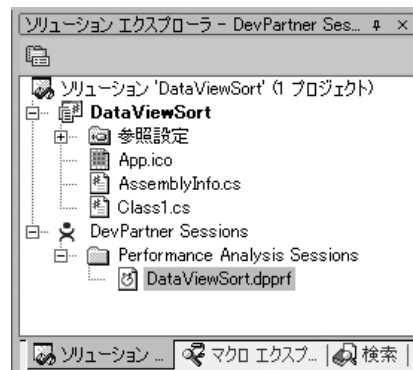 ソリューション エクスプローラ - DevPartner Ses...
ソリューション 'DataViewSort' (1 プロジェクト)
DataViewSort
参照設定
App.ico
AssemblyInfo.cs
Class1.cs
DevPartner Sessions
Performance Analysis Sessions
DataViewSort.dpprf
ソリューション ... マクロ エクスプ... 検索